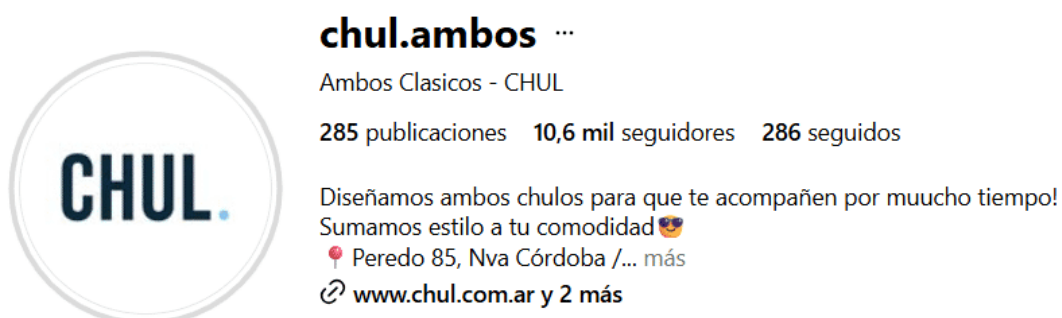 chul.ambos ...
Ambos Clasicos - CHUL
285 publicaciones 10,6 mil seguidores 286 seguidos
CHUL.
Diseñamos ambos chulos para que te acompañen por muucho tiempo!
Sumamos estilo a tu comodidad😎
📍 Peredo 85, Nva Córdoba /... más
www.chul.com.ar y 2 más